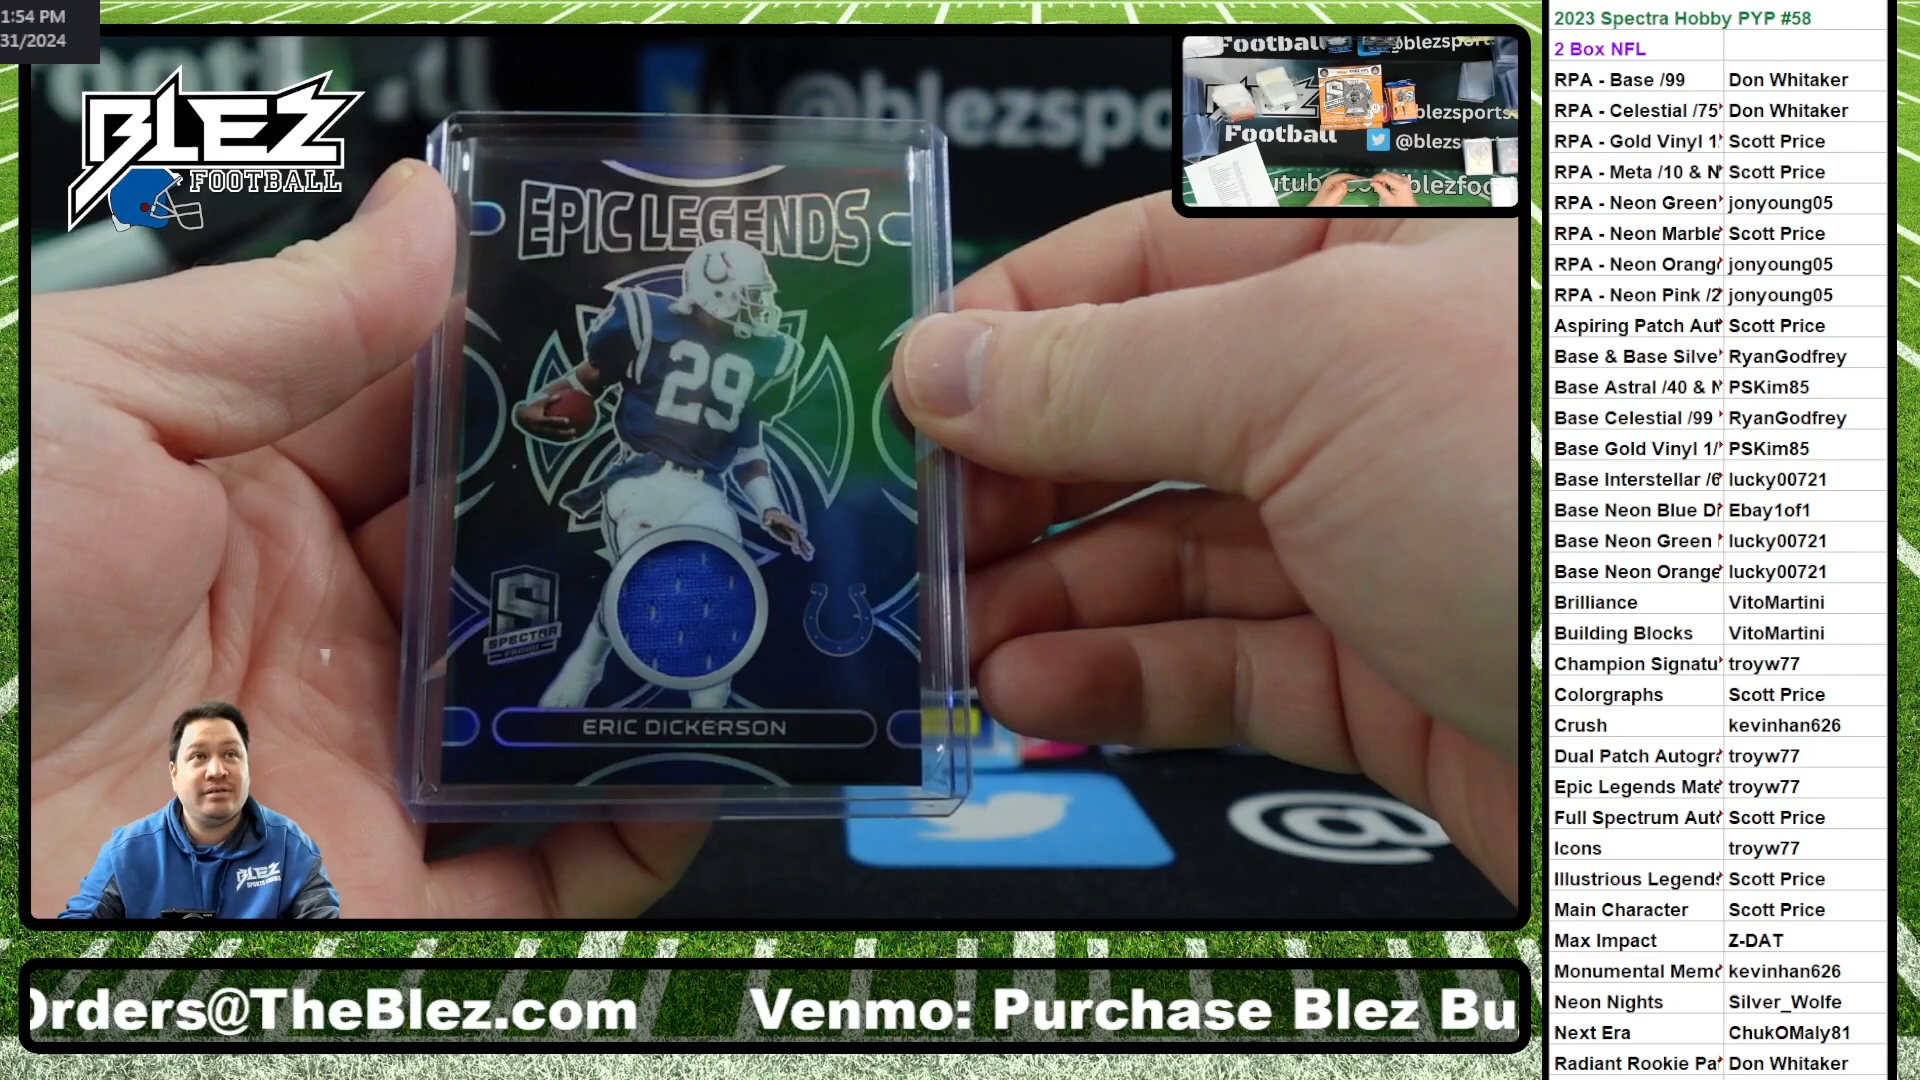 1:54 PM
31/2024
BLEZ
FOOTBALL
@blezsports
EPIC LEGENDS
29
SPECTRA
PANINI
ERIC DICKERSON
BLEZ
@
Football
@blezsports
blezsports
Football
@blezs
Orders@TheBlez.com Venmo: Purchase Blez Bu
2023 Spectra Hobby PYP #58
2 Box NFL
RPA - Base /99 Don Whitaker
RPA - Celestial /75 Don Whitaker
RPA - Gold Vinyl 1 Scott Price
RPA - Meta /10 & N Scott Price
RPA - Neon Green jonyoung05
RPA - Neon Marble Scott Price
RPA - Neon Orang jonyoung05
RPA - Neon Pink /2 jonyoung05
Aspiring Patch Aut Scott Price
Base & Base Silve RyanGodfrey
Base Astral /40 & N PSKim85
Base Celestial /99 RyanGodfrey
Base Gold Vinyl 1/ PSKim85
Base Interstellar /6 lucky00721
Base Neon Blue D Ebay1of1
Base Neon Green lucky00721
Base Neon Orange lucky00721
Brilliance VitoMartini
Building Blocks VitoMartini
Champion Signatu troyw77
Colorgraphs Scott Price
Crush kevinhan626
Dual Patch Autogr troyw77
Epic Legends Mate troyw77
Full Spectrum Auto Scott Price
Icons troyw77
Illustrious Legend Scott Price
Main Character Scott Price
Max Impact Z-DAT
Monumental Mem kevinhan626
Neon Nights Silver_Wolfe
Next Era ChukOMaly81
Radiant Rookie Pa Don Whitaker